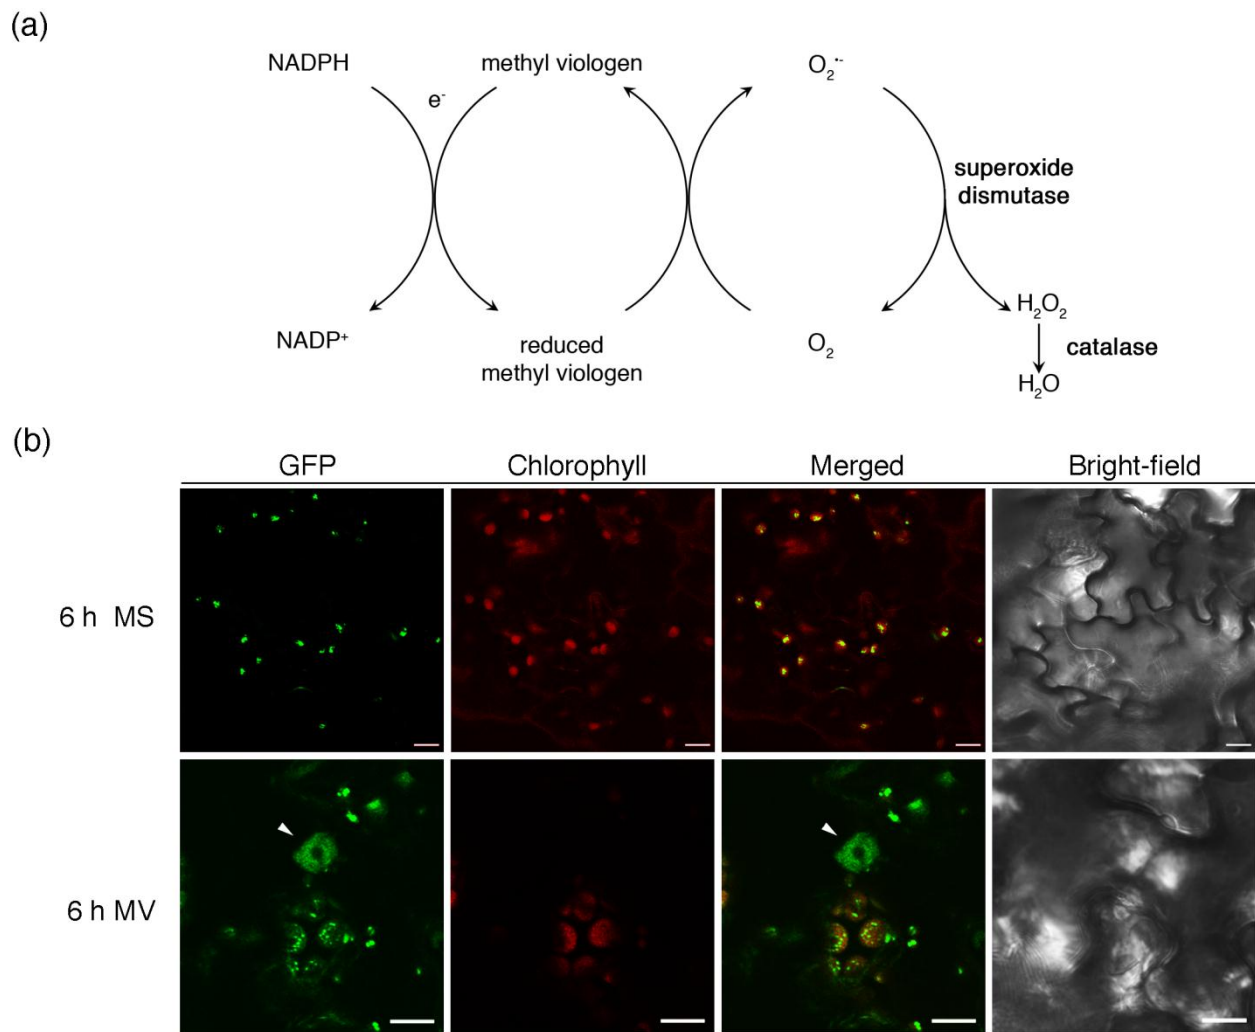 (a)
NADPH
methyl viologen
O₂•-
e-
superoxide
dismutase
NADP+
reduced
methyl viologen
O₂
H₂O₂
catalase
H₂O
(b)
GFP
Chlorophyll
Merged
Bright-field
6 h MS
6 h MV